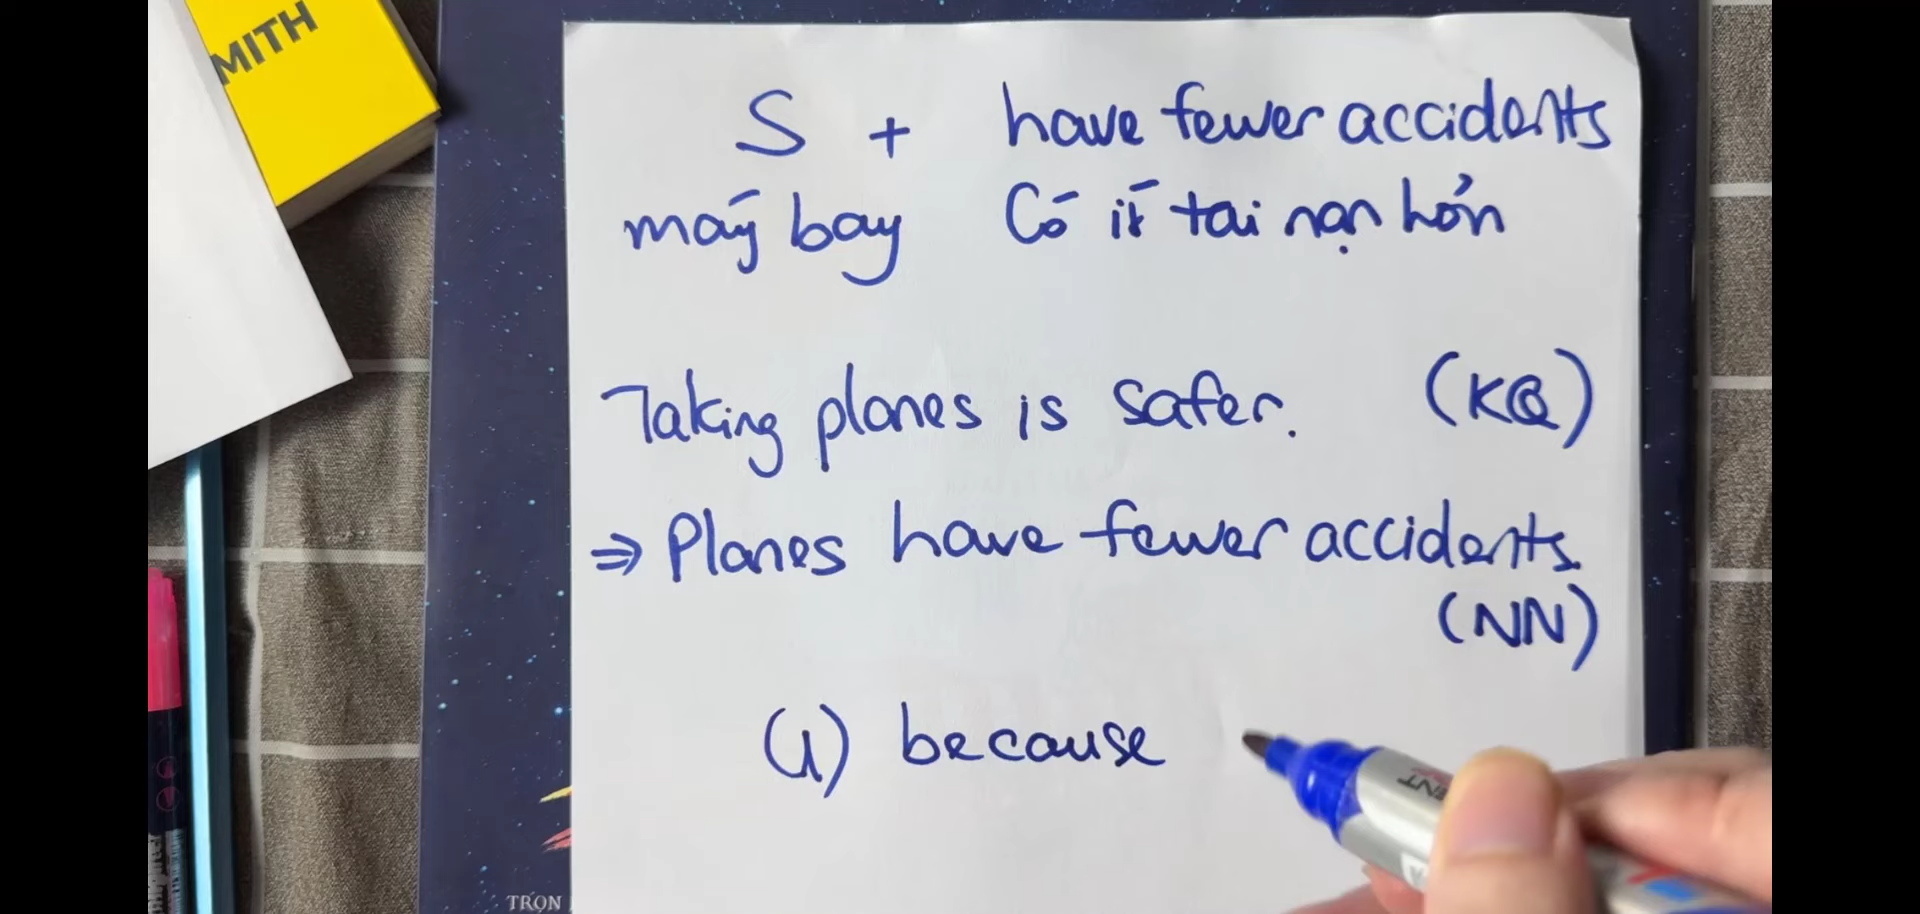 MITH
S + have fewer accidents
máy bay Có ít tai nạn hơn
Taking planes is safer. (KQ)
⇒ Planes have fewer accidents.
(NN)
(1) because
TRỌN